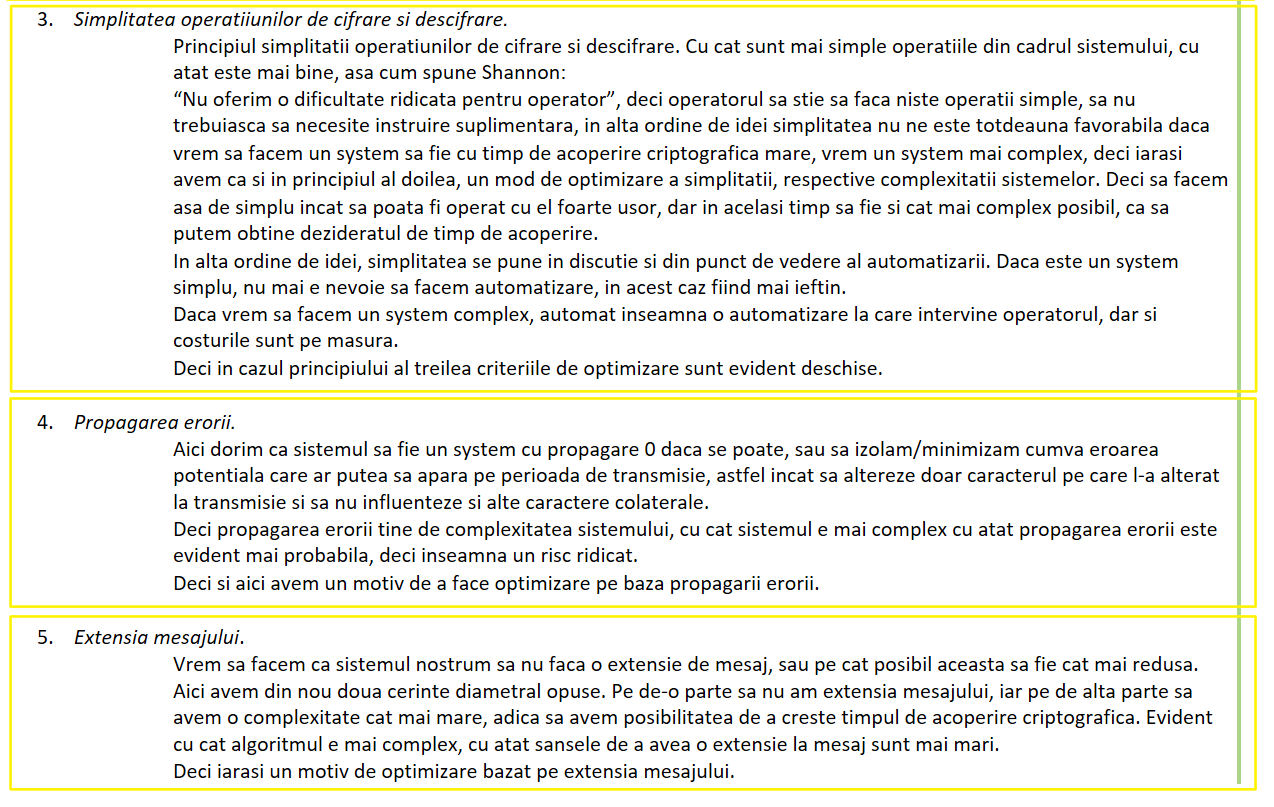 3. Simplitatea operatiiunilor de cifrare si descifrare.
Principiul simplitatii operatiunilor de cifrare si descifrare. Cu cat sunt mai simple operatiile din cadrul sistemului, cu
atat este mai bine, asa cum spune Shannon:
“Nu oferim o dificultate ridicata pentru operator”, deci operatorul sa stie sa faca niste operatii simple, sa nu
trebuiasca sa necesite instruire suplimentara, in alta ordine de idei simplitatea nu ne este totdeauna favorabila daca
vrem sa facem un system sa fie cu timp de acoperire criptografica mare, vrem un system mai complex, deci iarasi
avem ca si in principiul al doilea, un mod de optimizare a simplitatii, respective complexitatii sistemelor. Deci sa facem
asa de simplu incat sa poata fi operat cu el foarte usor, dar in acelasi timp sa fie si cat mai complex posibil, ca sa
putem obtine dezideratul de timp de acoperire.
In alta ordine de idei, simplitatea se pune in discutie si din punct de vedere al automatizarii. Daca este un system
simplu, nu mai e nevoie sa facem automatizare, in acest caz fiind mai ieftin.
Daca vrem sa facem un system complex, automat inseamna o automatizare la care intervine operatorul, dar si
costurile sunt pe masura.
Deci in cazul principiului al treilea criteriile de optimizare sunt evident deschise.
4. Propagarea erorii.
Aici dorim ca sistemul sa fie un system cu propagare 0 daca se poate, sau sa izolam/minimizam cumva eroarea
potentiala care ar putea sa apara pe perioada de transmisie, astfel incat sa altereze doar caracterul pe care l-a alterat
la transmisie si sa nu influenteze si alte caractere colaterale.
Deci propagarea erorii tine de complexitatea sistemului, cu cat sistemul e mai complex cu atat propagarea erorii este
evident mai probabila, deci inseamna un risc ridicat.
Deci si aici avem un motiv de a face optimizare pe baza propagarii erorii.
5. Extensia mesajului.
Vrem sa facem ca sistemul nostrum sa nu faca o extensie de mesaj, sau pe cat posibil aceasta sa fie cat mai redusa.
Aici avem din nou doua cerinte diametral opuse. Pe de-o parte sa nu am extensia mesajului, iar pe de alta parte sa
avem o complexitate cat mai mare, adica sa avem posibilitatea de a creste timpul de acoperire criptografica. Evident
cu cat algoritmul e mai complex, cu atat sansele de a avea o extensie la mesaj sunt mai mari.
Deci iarasi un motiv de optimizare bazat pe extensia mesajului.